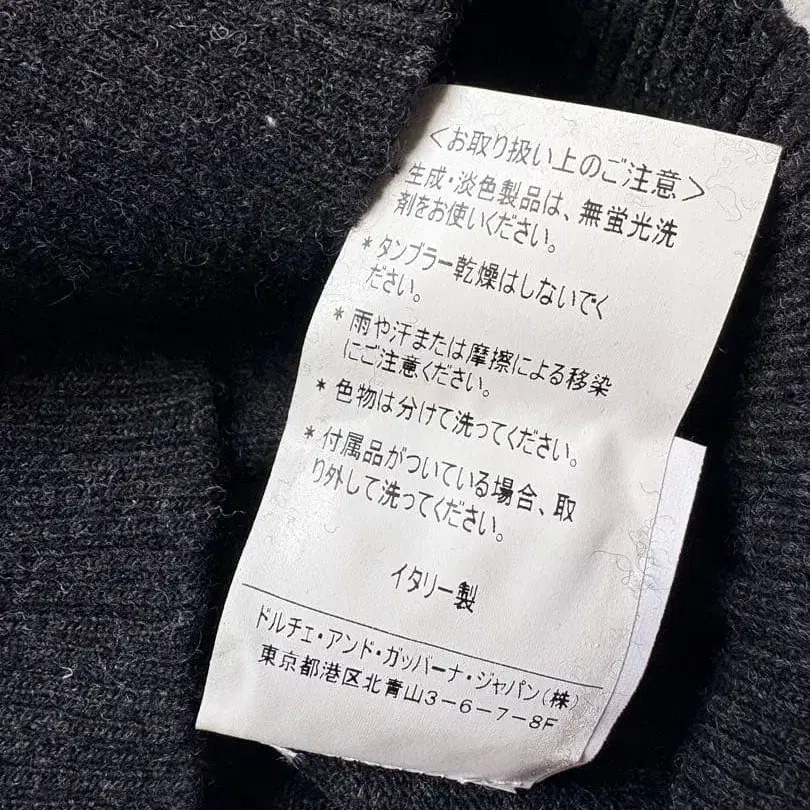 <お取り扱い上のご注意>
生成・淡色製品は、無蛍光洗
剤をお使いください。
*タンブラー乾燥はしないでく
ださい。
*雨や汗または摩擦による移染
にご注意ください。
*色物は分けて洗ってください。
*付属品がついている場合、取
り外して洗ってください。
イタリー製
ドルチェ・アンド・ガッバーナ・ジャパン(株)
東京都港区北青山3-6-7-8F